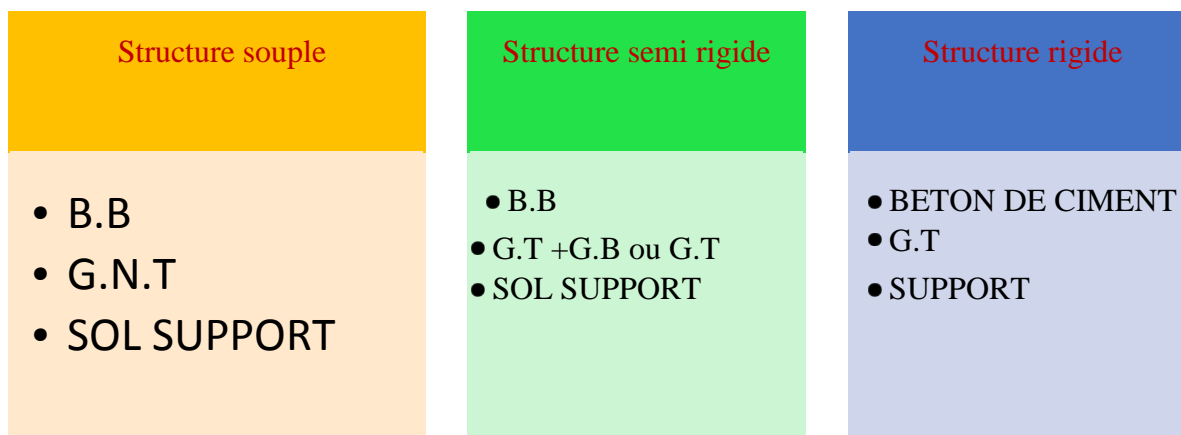 Structure souple
• B.B
• G.N.T
• SOL SUPPORT
Structure semi rigide
• B.B
• G.T +G.B ou G.T
• SOL SUPPORT
Structure rigide
• BETON DE CIMENT
• G.T
• SUPPORT